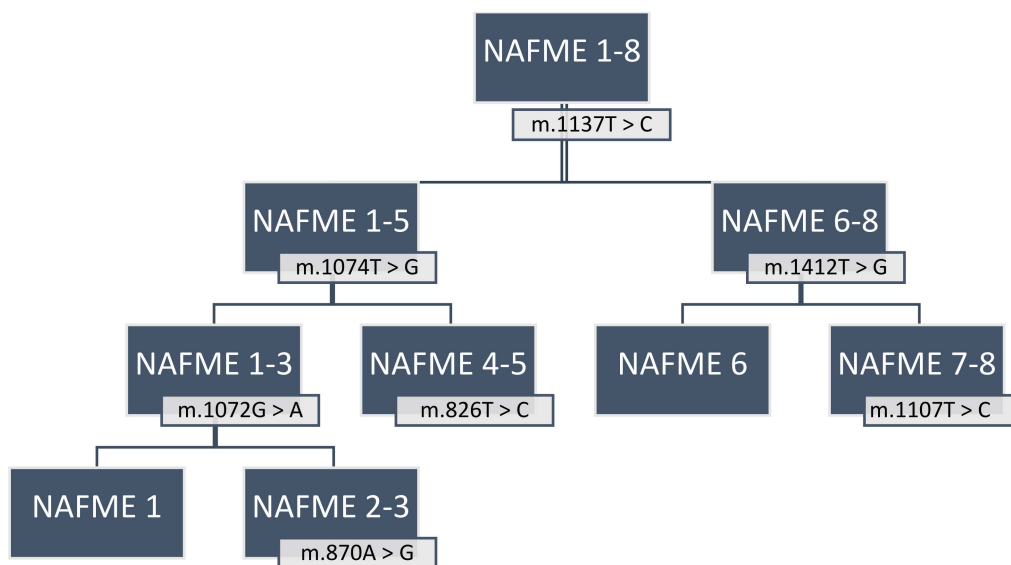 NAFME 1-8
m.1137T > C
NAFME 1-5
m.1074T > G
NAFME 6-8
m.1412T > G
NAFME 1-3
m.1072G > A
NAFME 4-5
m.826T > C
NAFME 6
NAFME 7-8
m.1107T > C
NAFME 1
NAFME 2-3
m.870A > G